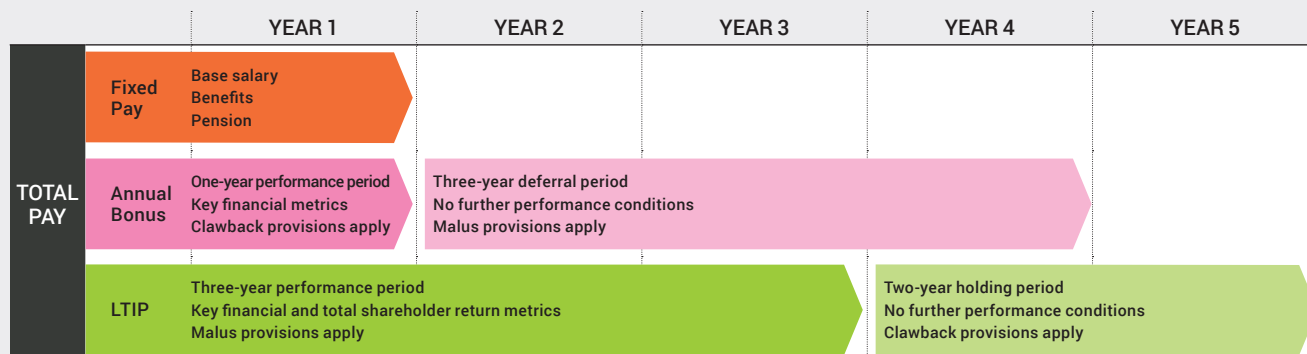 YEAR 1
YEAR 2
YEAR 3
YEAR 4
YEAR 5
TOTAL
PAY
Fixed
Pay
Base salary
Benefits
Pension
Annual
Bonus
One-year performance period
Key financial metrics
Clawback provisions apply
Three-year deferral period
No further performance conditions
Malus provisions apply
LTIP
Three-year performance period
Key financial and total shareholder return metrics
Malus provisions apply
Two-year holding period
No further performance conditions
Clawback provisions apply